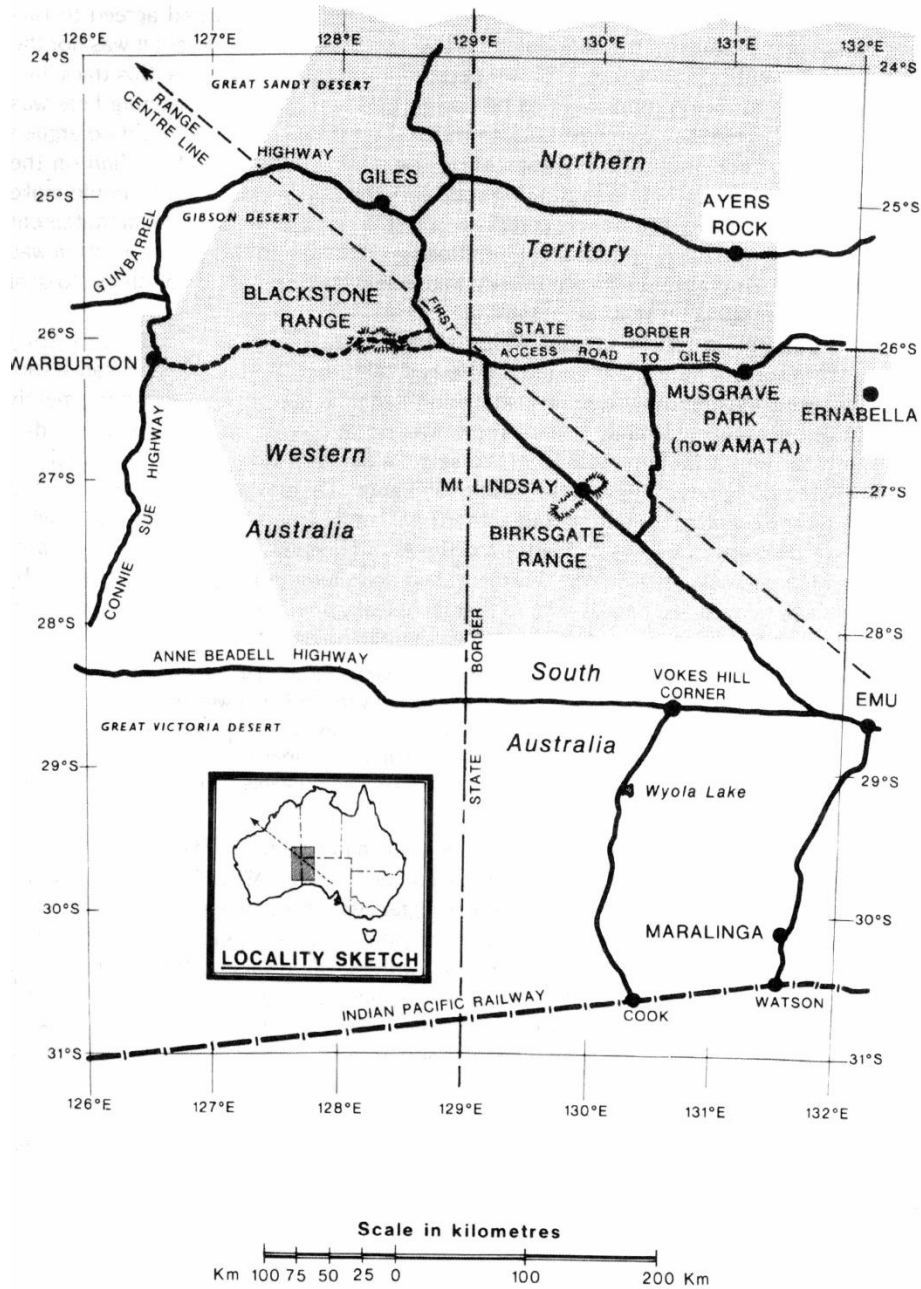 126°E 127°E 128°E 129°E 130°E 131°E 132°E
24°S
24°S
GREAT SANDY DESERT
RANGE
CENTRE LINE
HIGHWAY
Northern
GILES
25°S
25°S
AYERS
ROCK
GIBSON DESERT
GUNBARREL
Territory
BLACKSTONE
RANGE
FIRST
STATE BORDER
26°S
26°S
ACCESS ROAD TO GILES
WARBURTON
MUSGRAVE
PARK
(now AMATA)
ERNABELLA
HIGHWAY
Western
27°S
27°S
Mt LINDSAY
SUE
Australia
BIRKSGATE
RANGE
CONNIE
28°S
28°S
BORDER
ANNE BEADELL HIGHWAY
South
VOKES HILL
CORNER
EMU
GREAT VICTORIA DESERT
Australia
STATE
29°S
29°S
Wyola Lake
30°S
30°S
MARALINGA
LOCALITY SKETCH
INDIAN PACIFIC RAILWAY
COOK
WATSON
31°S
31°S
126°E 127°E 128°E 129°E 130°E 131°E 132°E
Scale in kilometres
Km 100 75 50 25 0 100 200 Km